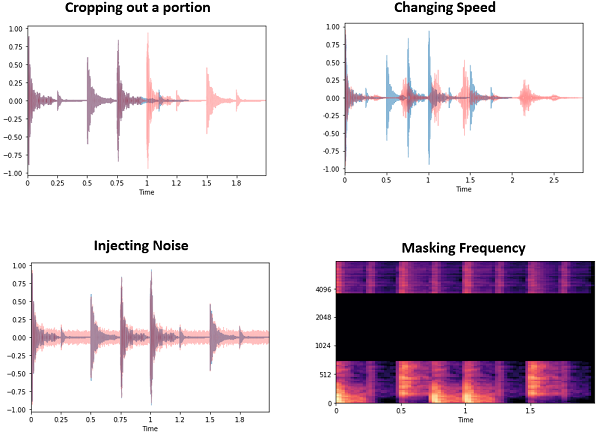 Cropping out a portion
1.00
0.75
0.50
0.25
0.00
0.25
0.50
0.75
1.00
0 0.25 0.5 0.75 1 1.2 1.5 1.8
Time
Changing Speed
1.00
0.75
0.50
0.25
0.00
-0.25
-0.50
-0.75
-1.00
0 0.5 1 1.5 2 2.5
Time
Injecting Noise
1.00
0.75
0.50
0.25
0.00
-0.25
-0.50
-0.75
-1.00
0 0.25 0.5 0.75 1 1.2 1.5 1.8
Time
Masking Frequency
4096
2048
1024
512
0
0 0.5 1 1.5
Time